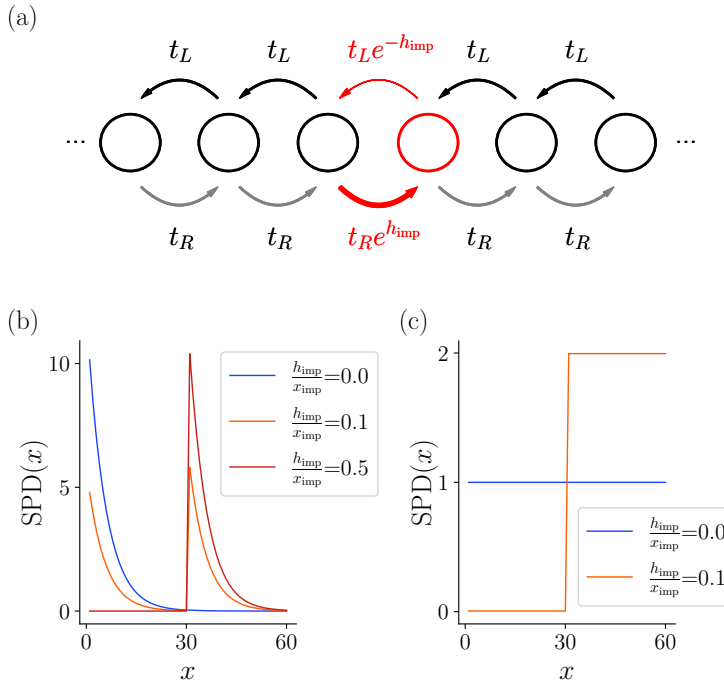 (a)
t_L t_L t_L e^{-h_imp} t_L t_L
... ...
t_R t_R t_R e^{h_imp} t_R t_R
(b)
SPD(x)
10
5
0
0 30 60
x
h_imp/x_imp=0.0
h_imp/x_imp=0.1
h_imp/x_imp=0.5
(c)
SPD(x)
2
1
0
0 30 60
x
h_imp/x_imp=0.0
h_imp/x_imp=0.1